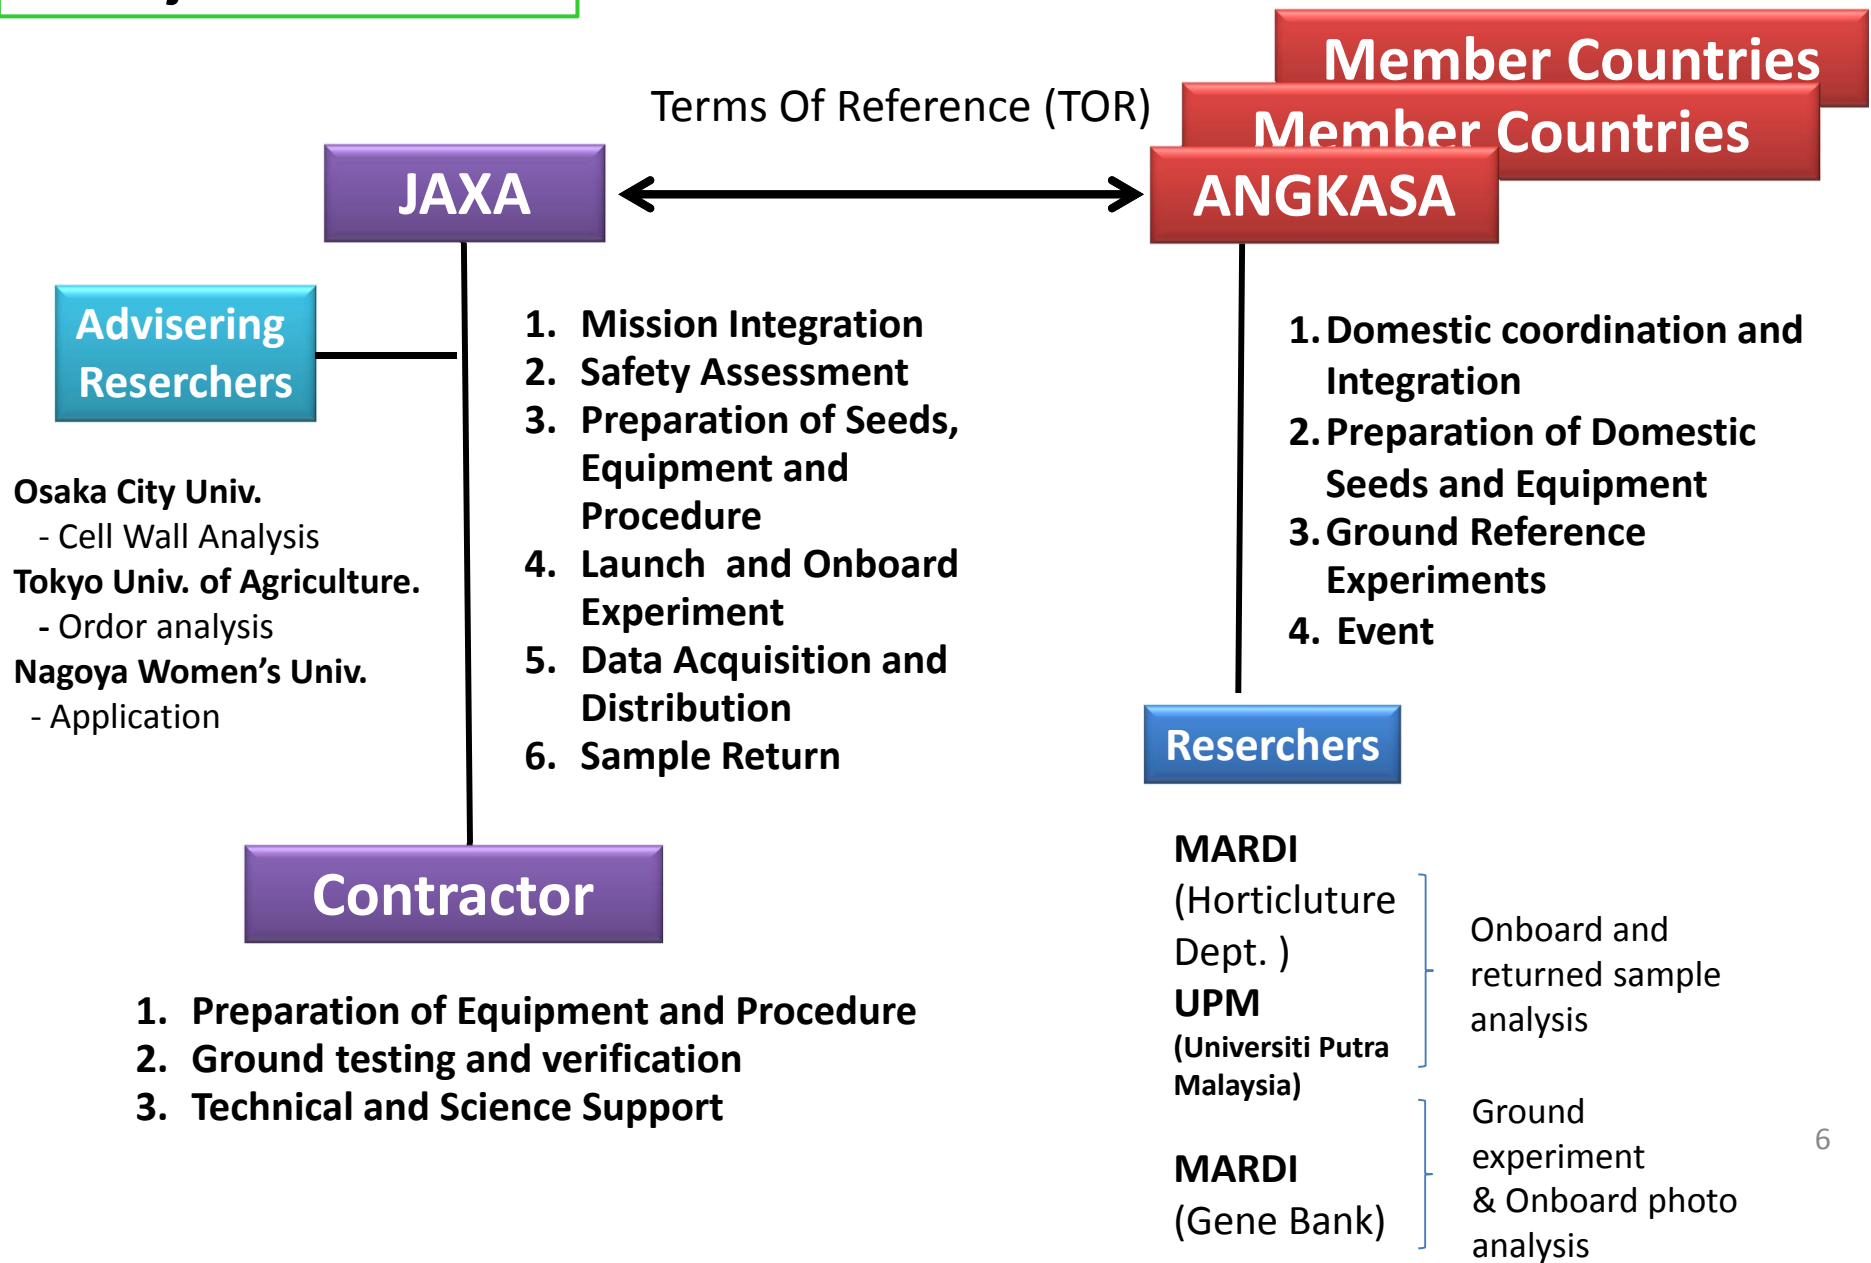 Member Countries
Member Countries
Terms Of Reference (TOR)
JAXA
ANGKASA
Advisering
Reserchers
Osaka City Univ.
- Cell Wall Analysis
Tokyo Univ. of Agriculture.
- Ordor analysis
Nagoya Women's Univ.
- Application
1. Mission Integration
2. Safety Assessment
3. Preparation of Seeds,
Equipment and
Procedure
4. Launch and Onboard
Experiment
5. Data Acquisition and
Distribution
6. Sample Return
Contractor
1. Preparation of Equipment and Procedure
2. Ground testing and verification
3. Technical and Science Support
1. Domestic coordination and
Integration
2. Preparation of Domestic
Seeds and Equipment
3. Ground Reference
Experiments
4. Event
Reserchers
MARDI
(Horticluture
Dept. )
UPM
(Universiti Putra
Malaysia)
Onboard and
returned sample
analysis
MARDI
(Gene Bank)
Ground
experiment
& Onboard photo
analysis
6